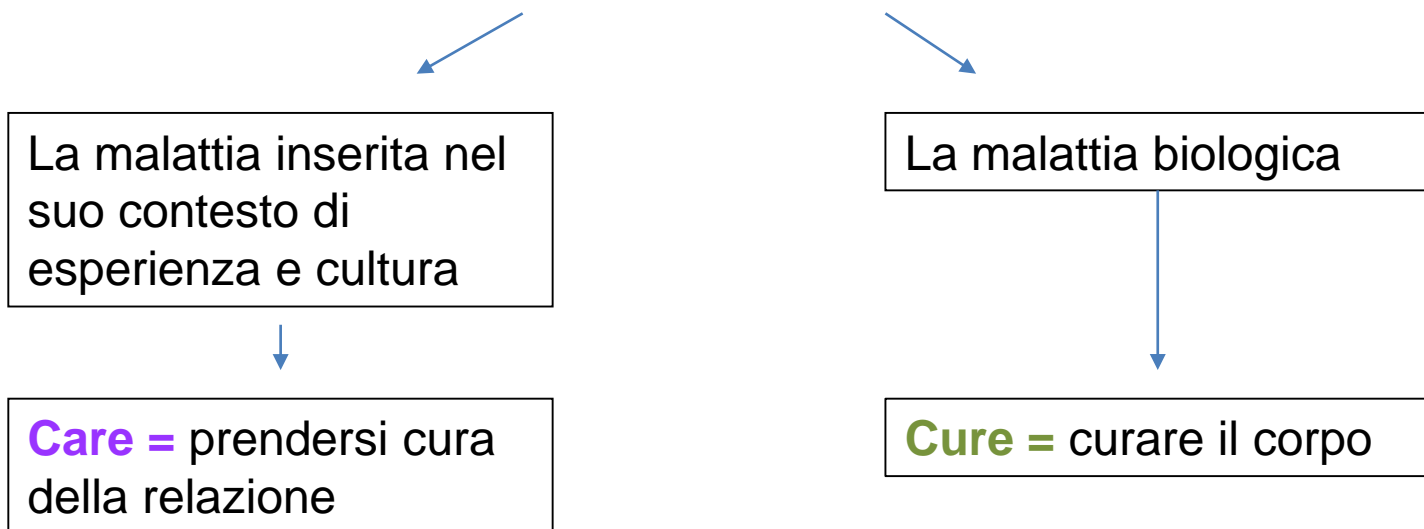 La malattia inserita nel
suo contesto di
esperienza e cultura
La malattia biologica
Care = prendersi cura
della relazione
Cure = curare il corpo